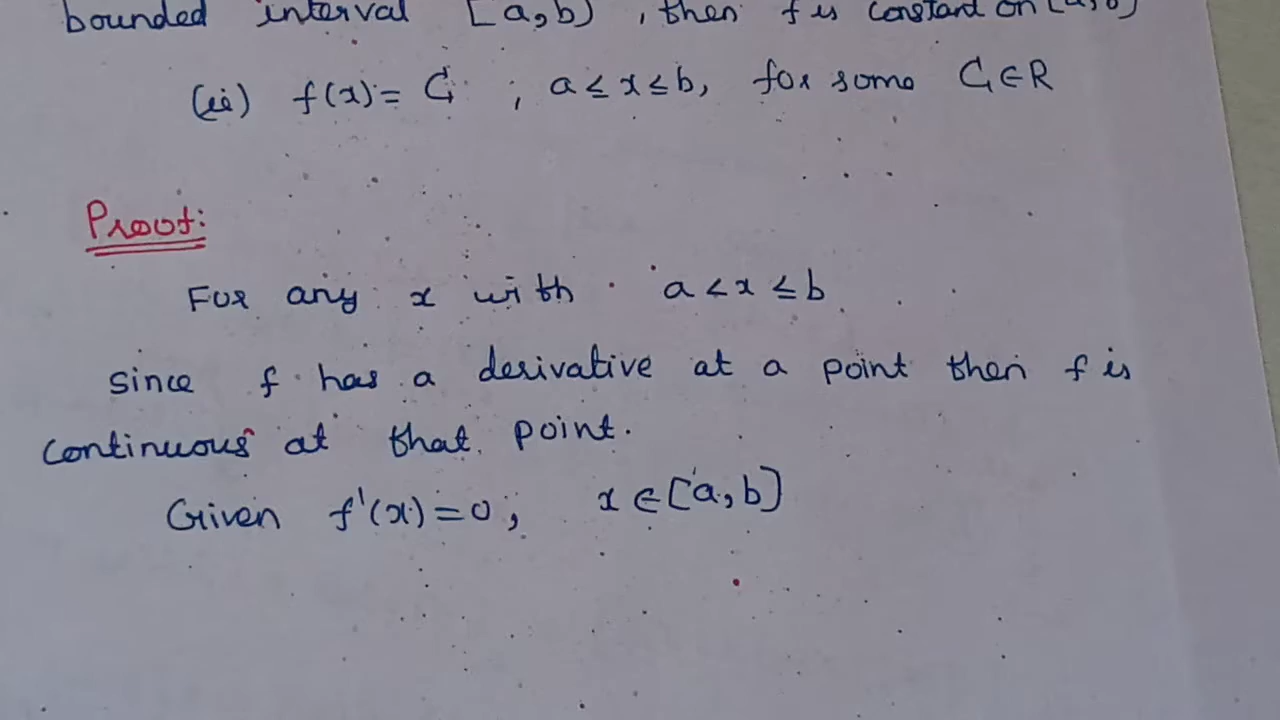 bounded interval [a,b], then f is constant on [a,b]
(ie) f(x) = C ; a ≤ x ≤ b, for some C ∈ R
Proof:
For any x with a < x ≤ b
since f has a derivative at a point then f is
continuous at that point.
Given f'(x) = 0, x ∈ [a, b]